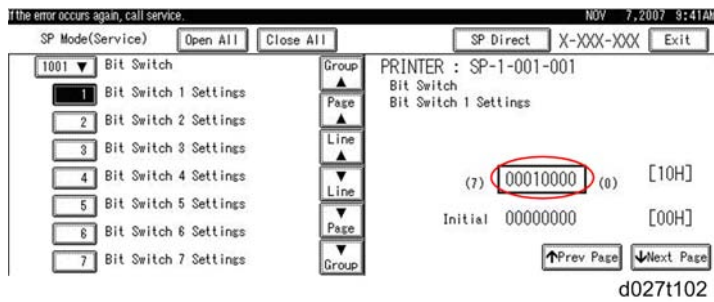 If the error occurs again, call service.
NOV 7,2007 9:41AM
SP Mode(Service) Open All Close All SP Direct X-XXX-XXX Exit
1001 ▼ Bit Switch
1 Bit Switch 1 Settings
2 Bit Switch 2 Settings
3 Bit Switch 3 Settings
4 Bit Switch 4 Settings
5 Bit Switch 5 Settings
6 Bit Switch 6 Settings
7 Bit Switch 7 Settings
Group ▲
Page ▲
Line ▲
▼ Line
▼ Page
▼ Group
PRINTER : SP-1-001-001
Bit Switch
Bit Switch 1 Settings
(7) 00010000 (0) [10H]
Initial 00000000 [00H]
↑Prev Page ↓Next Page
d027t102